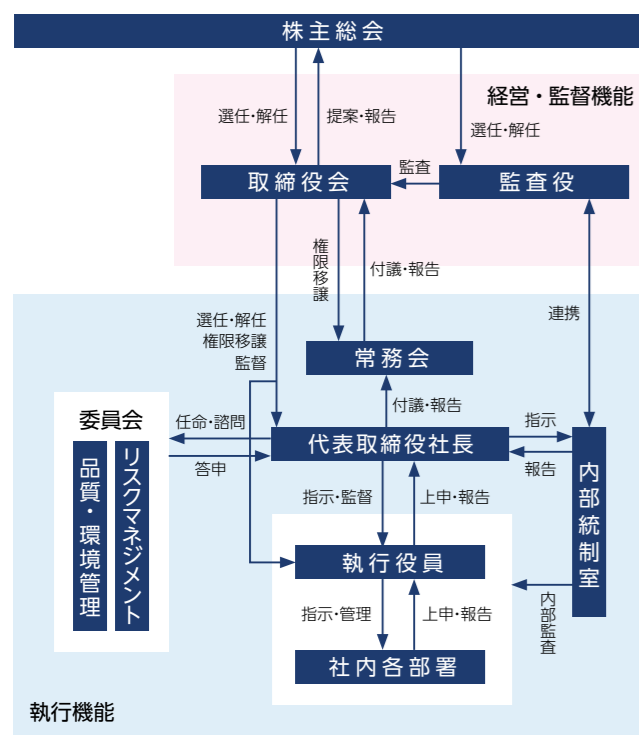 株主総会
経営・監督機能
選任・解任
提案・報告
選任・解任
取締役会
監査
監査役
権限移譲
付議・報告
選任・解任
権限移譲
監督
連携
常務会
付議・報告
委員会
任命・諮問
答申
代表取締役社長
指示
報告
品質・環境管理
リスクマネジメント
内部統制室
指示・監督
上申・報告
執行役員
内部監査
指示・管理
上申・報告
社内各部署
執行機能